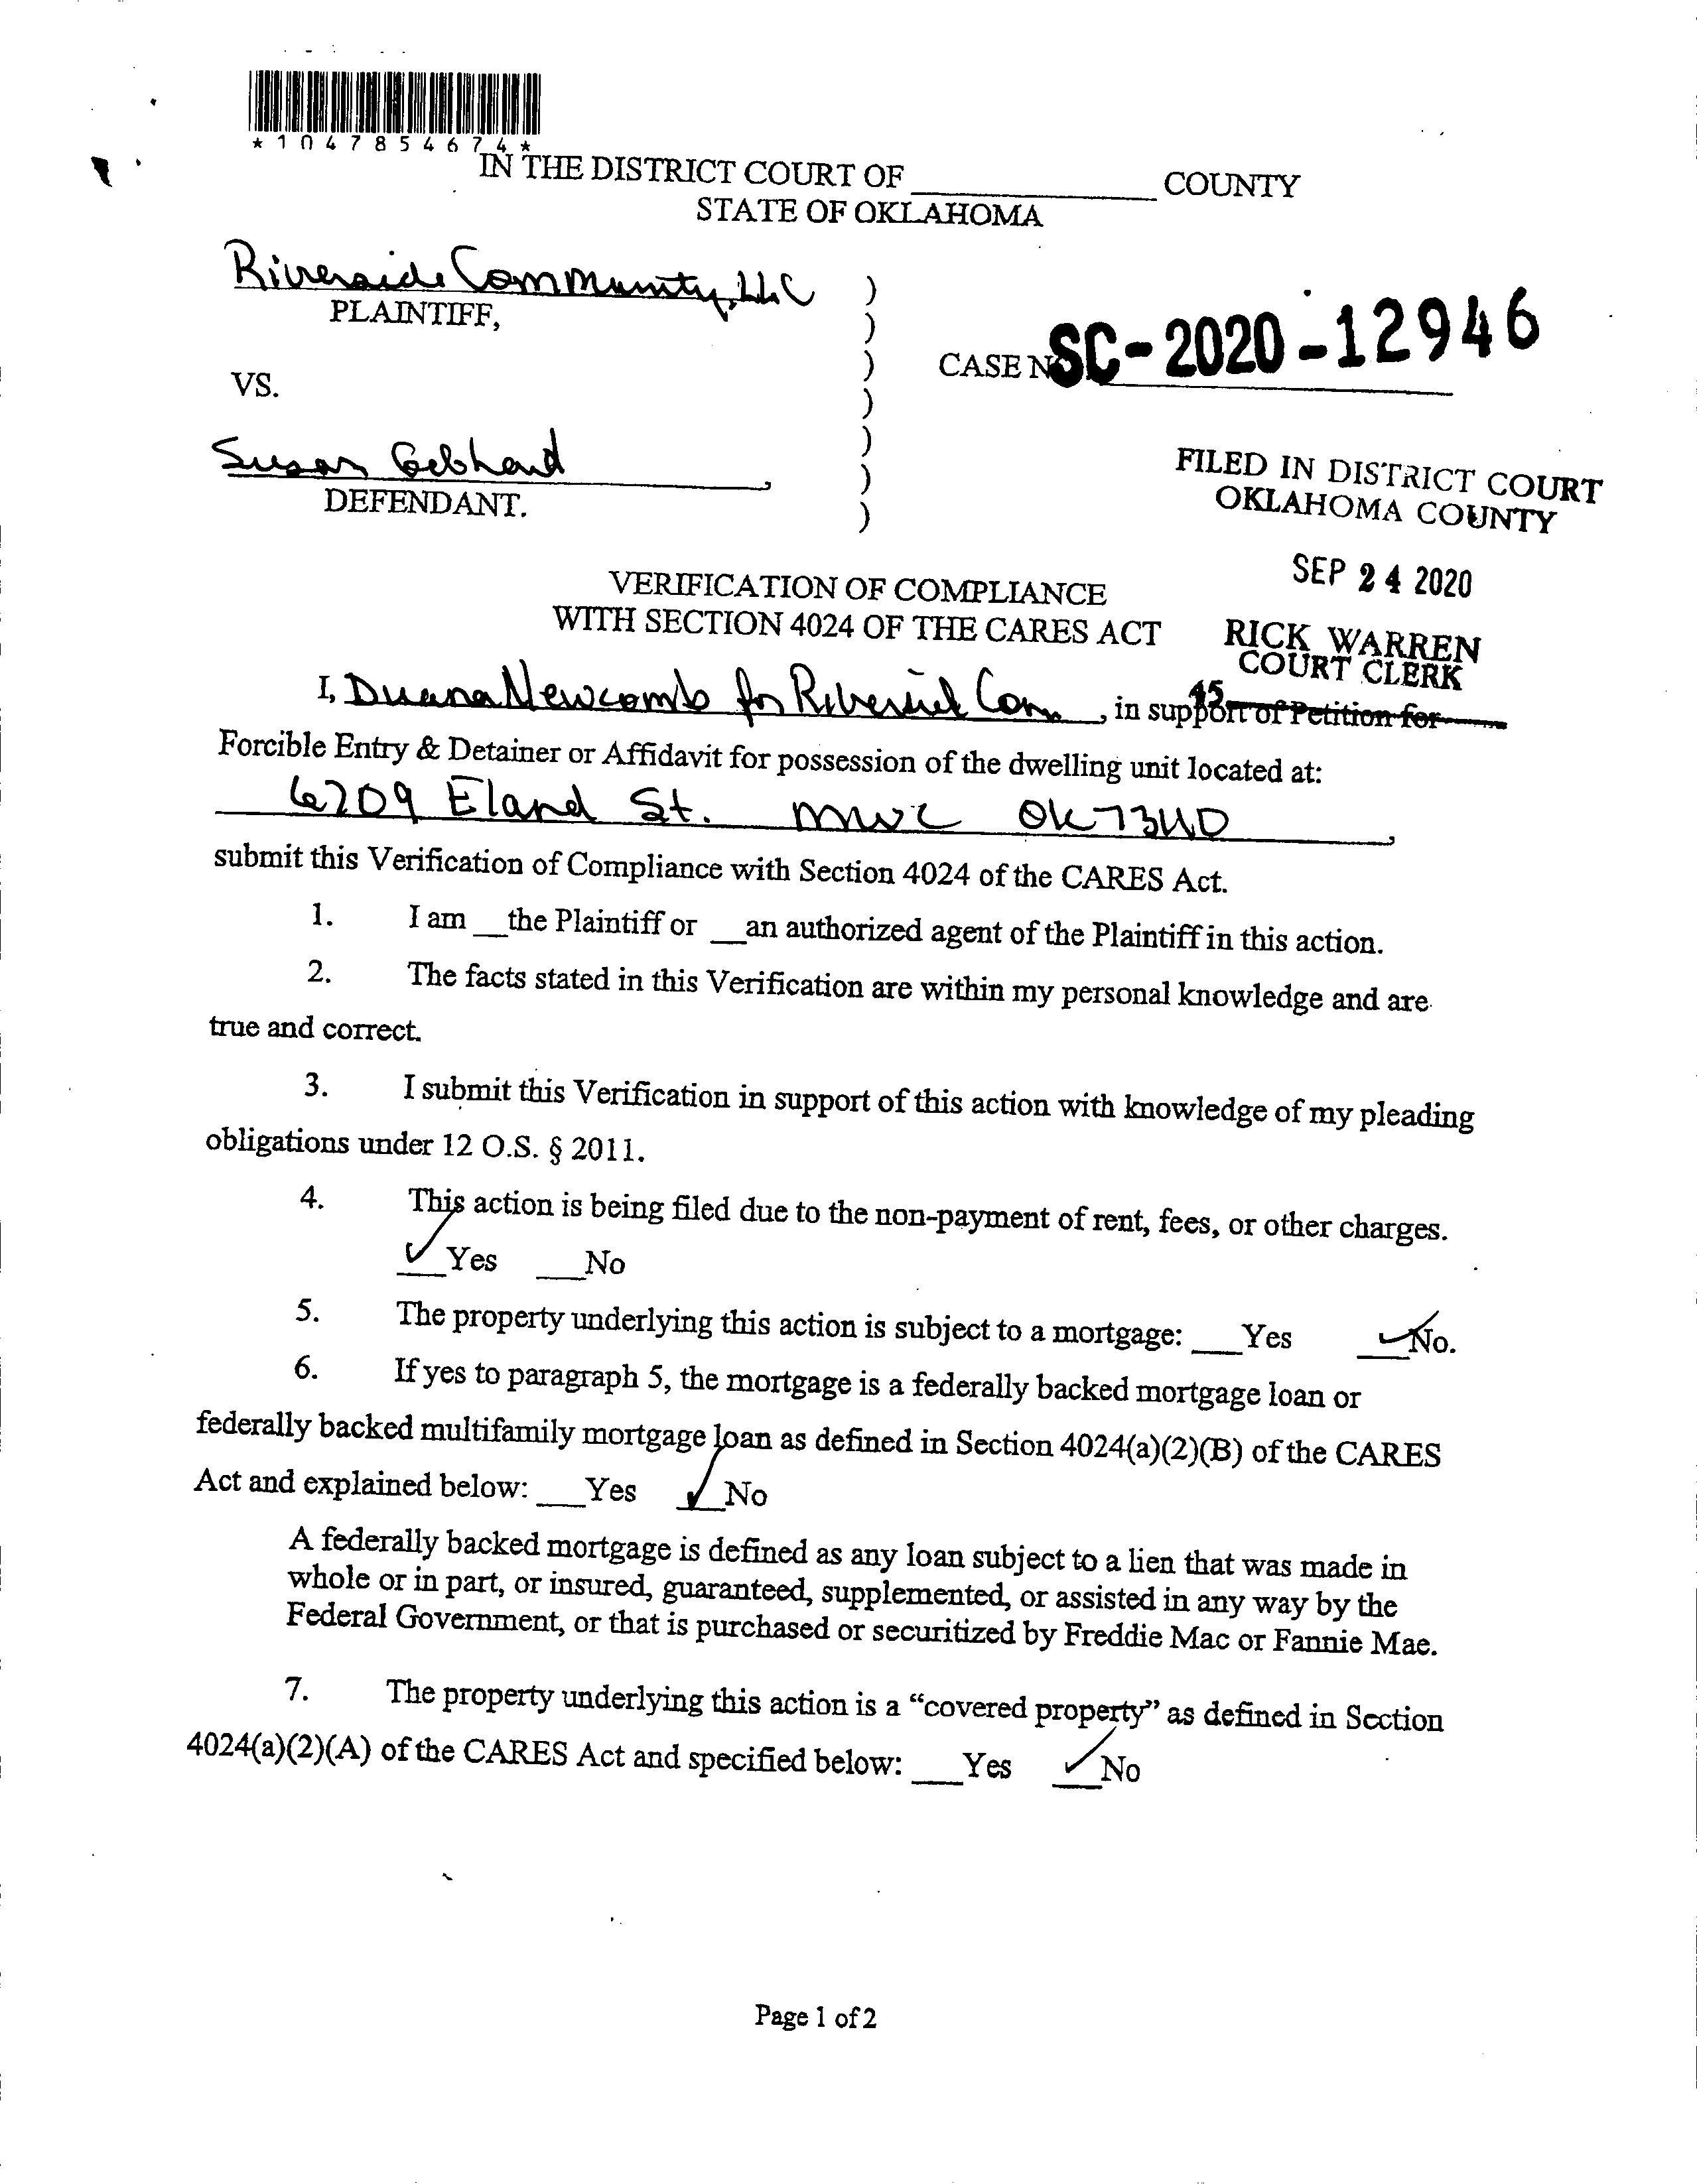 *1047854674*
IN THE DISTRICT COURT OF ____________ COUNTY
STATE OF OKLAHOMA
Riverside Community, LLC )
PLAINTIFF, )
VS. )
CASE NO SC-2020-12946
Susan Gebhard ,
DEFENDANT. )
FILED IN DISTRICT COURT
OKLAHOMA COUNTY
SEP 24 2020
RICK WARREN
COURT CLERK
45
VERIFICATION OF COMPLIANCE
WITH SECTION 4024 OF THE CARES ACT
I, Duana Newcomb for Riverside Com , in support of Petition for
Forcible Entry & Detainer or Affidavit for possession of the dwelling unit located at:
6209 Eland St. MWC OK 73110 ,
submit this Verification of Compliance with Section 4024 of the CARES Act.
1. I am __the Plaintiff or __an authorized agent of the Plaintiff in this action.
2. The facts stated in this Verification are within my personal knowledge and are
true and correct.
3. I submit this Verification in support of this action with knowledge of my pleading
obligations under 12 O.S. § 2011.
4. This action is being filed due to the non-payment of rent, fees, or other charges.
✓ Yes ___No
5. The property underlying this action is subject to a mortgage: ___Yes ✓ No.
6. If yes to paragraph 5, the mortgage is a federally backed mortgage loan or
federally backed multifamily mortgage loan as defined in Section 4024(a)(2)(B) of the CARES
Act and explained below: ___Yes ✓ No
A federally backed mortgage is defined as any loan subject to a lien that was made in
whole or in part, or insured, guaranteed, supplemented, or assisted in any way by the
Federal Government, or that is purchased or securitized by Freddie Mac or Fannie Mae.
7. The property underlying this action is a “covered property” as defined in Section
4024(a)(2)(A) of the CARES Act and specified below: ___Yes ✓ No
Page 1 of 2